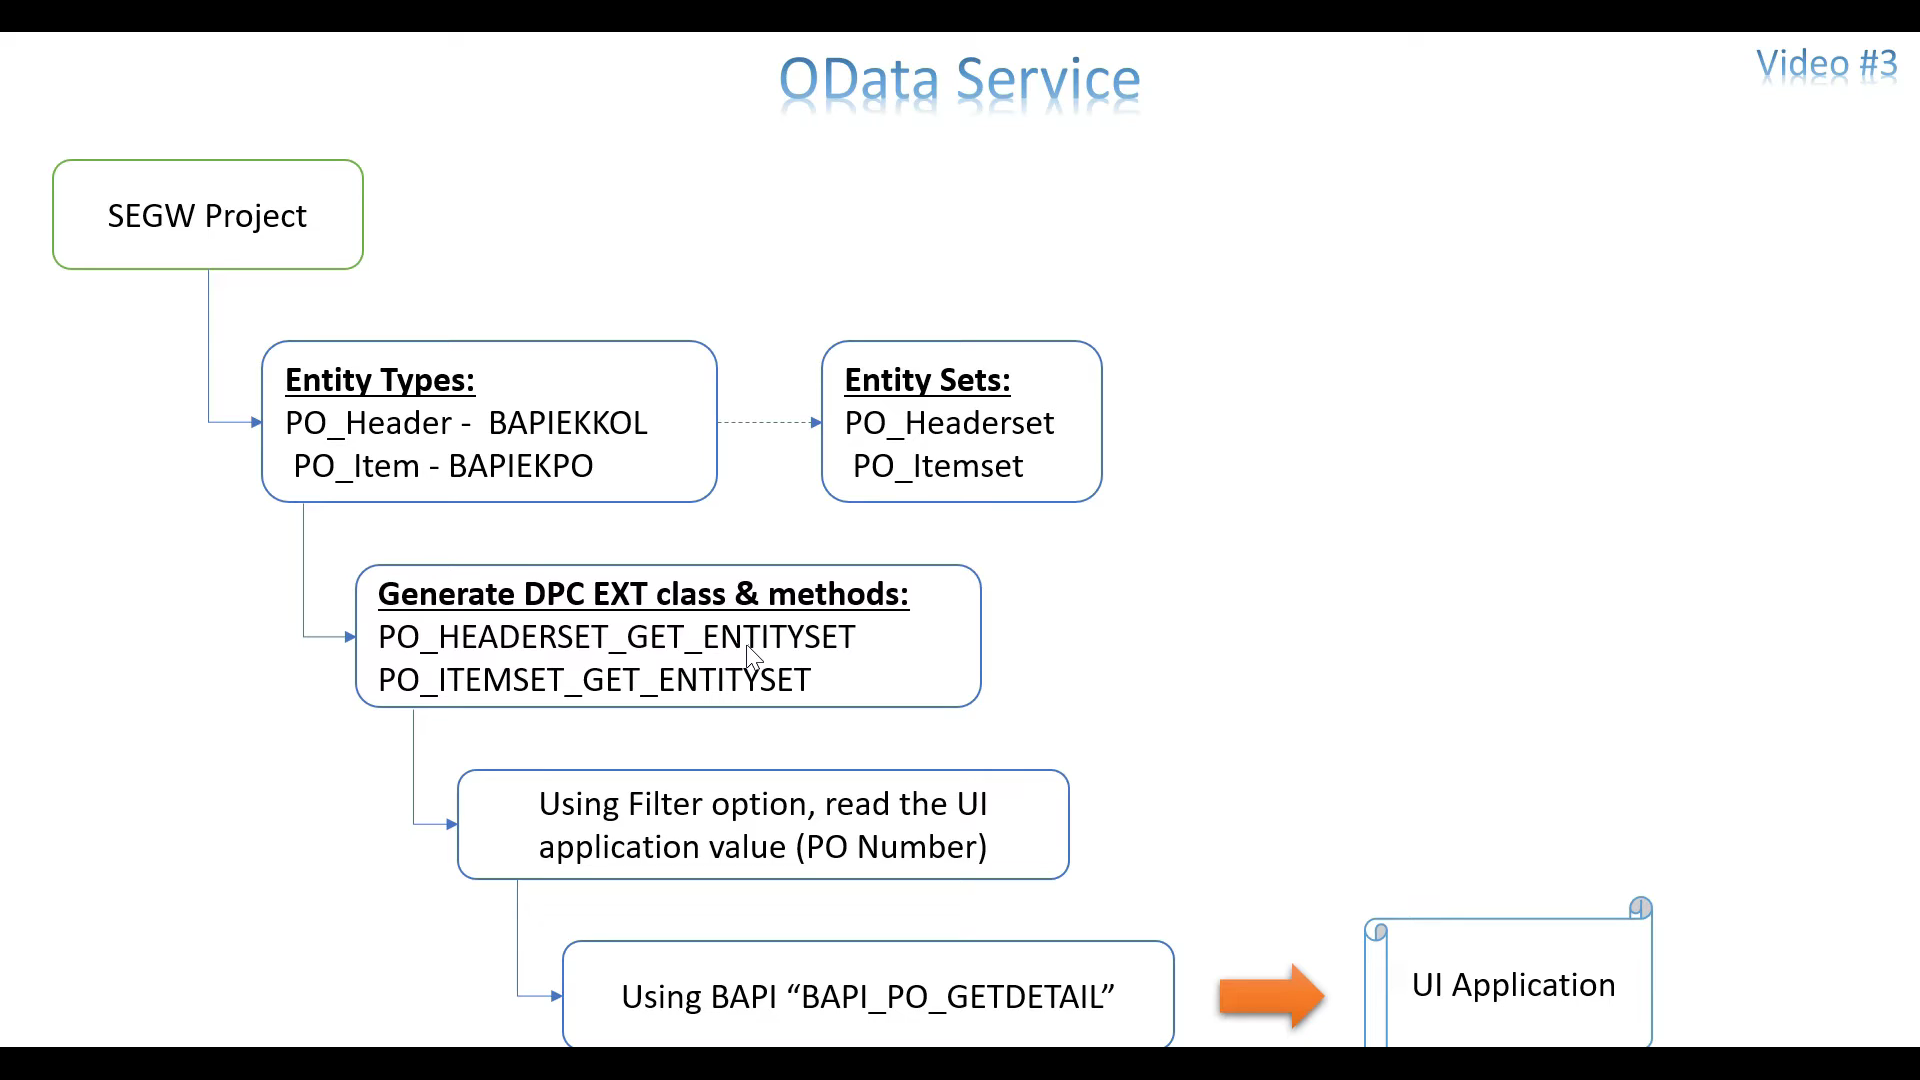 OData Service
Video #3
SEGW Project
Entity Types:
PO_Header - BAPIEKKOL
PO_Item - BAPIEKPO
Entity Sets:
PO_Headerset
PO_Itemset
Generate DPC EXT class & methods:
PO_HEADERSET_GET_ENTITYSET
PO_ITEMSET_GET_ENTITYSET
Using Filter option, read the UI
application value (PO Number)
Using BAPI “BAPI_PO_GETDETAIL”
UI Application